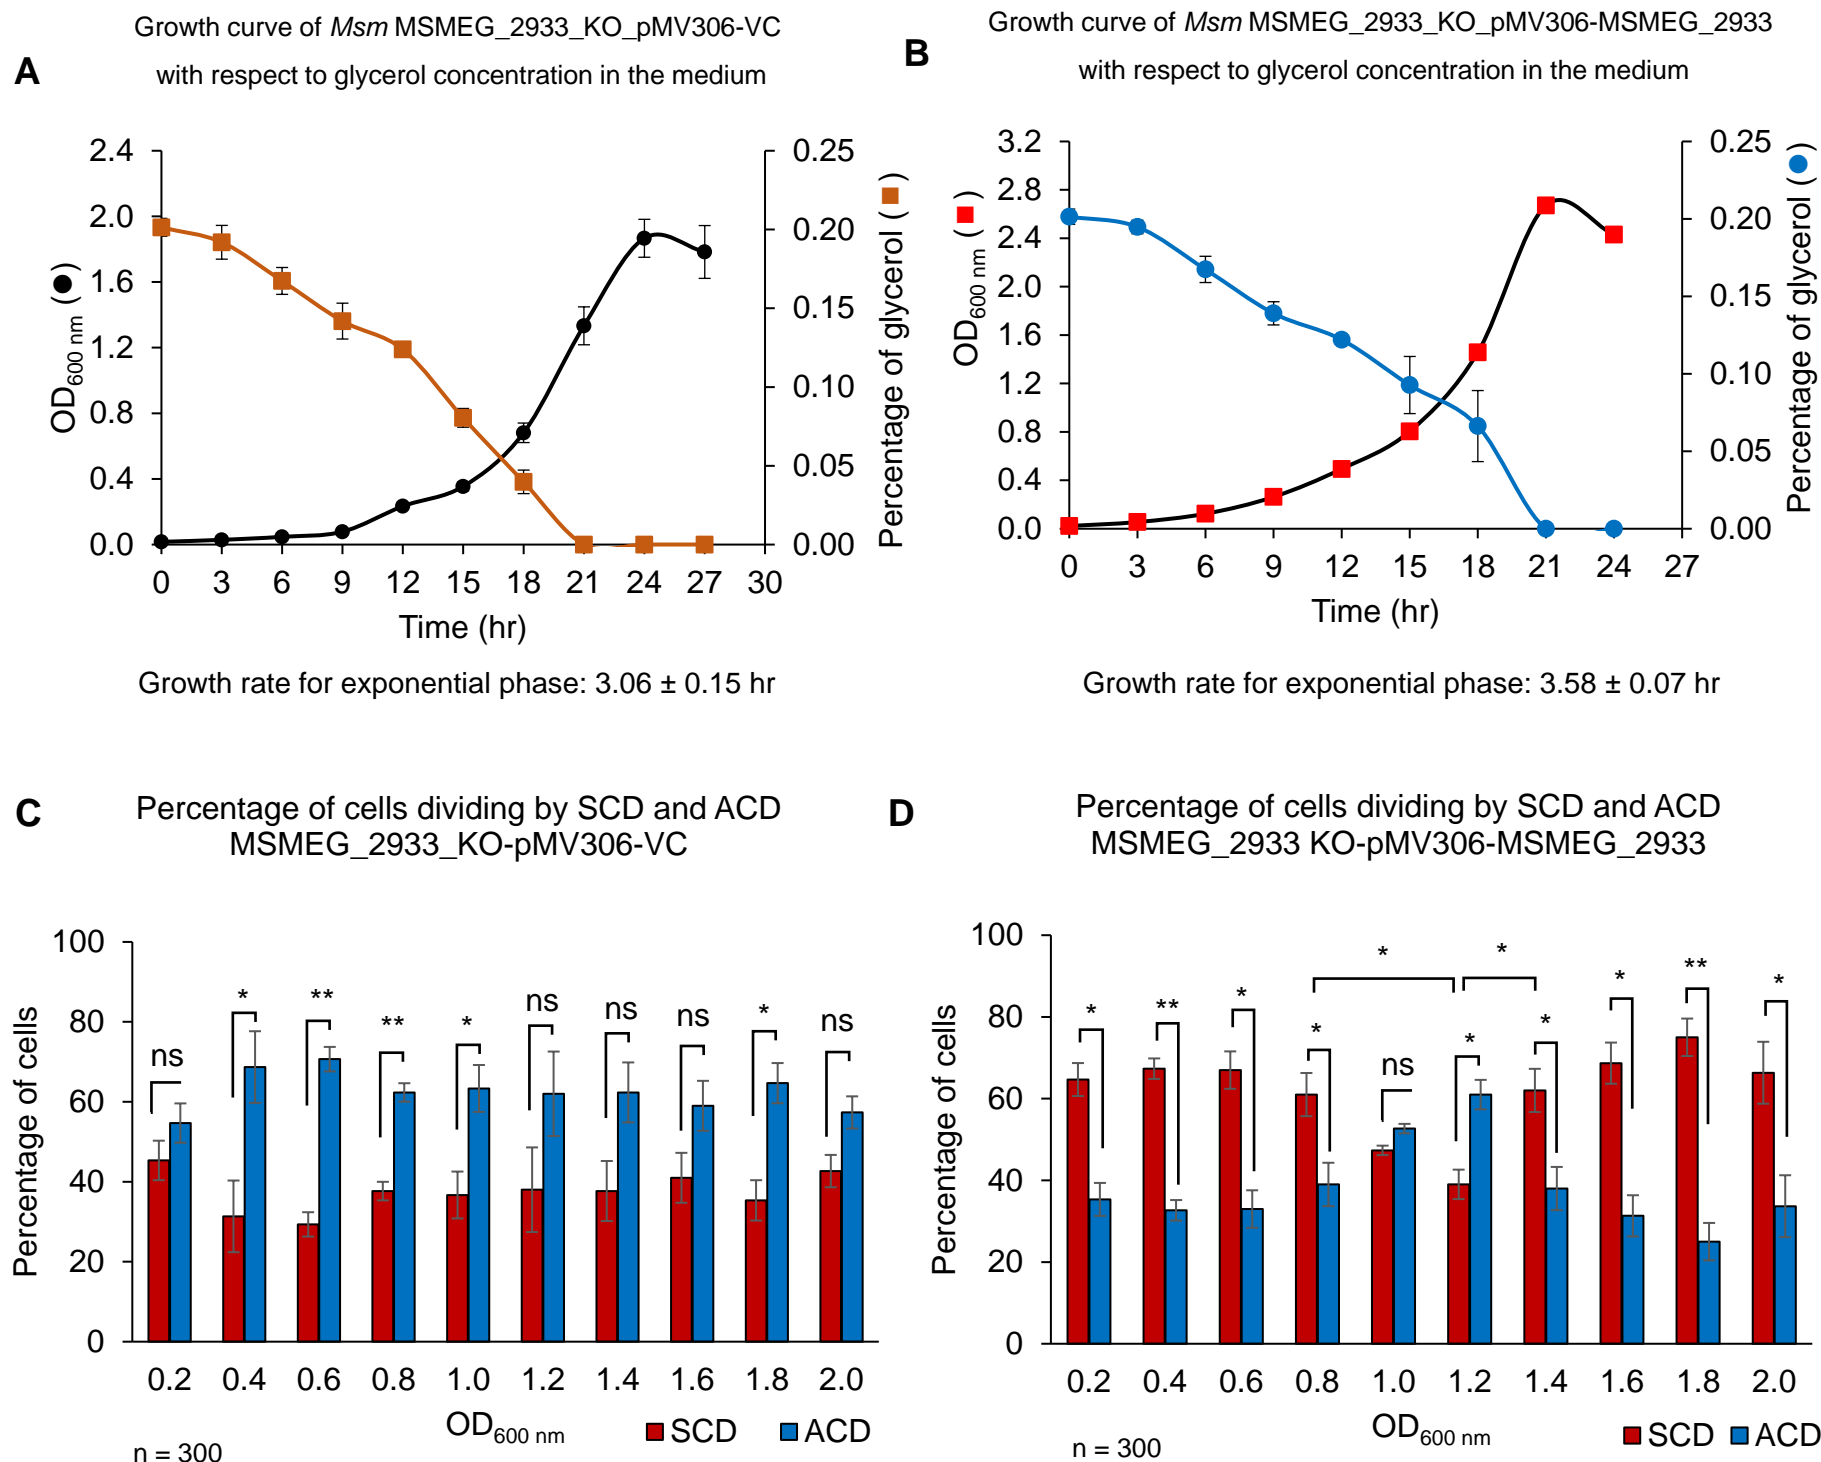 A
Growth curve of Msm MSMEG_2933_KO_pMV306-VC
with respect to glycerol concentration in the medium
2.4
2.0
1.6
1.2
0.8
0.4
0.0
OD600 nm (●)
0.25
0.20
0.15
0.10
0.05
0.00
Percentage of glycerol (■)
0 3 6 9 12 15 18 21 24 27 30
Time (hr)
Growth rate for exponential phase: 3.06 ± 0.15 hr
B
Growth curve of Msm MSMEG_2933_KO_pMV306-MSMEG_2933
with respect to glycerol concentration in the medium
3.2
2.8
2.4
2.0
1.6
1.2
0.8
0.4
0.0
OD600 nm (■)
0.25
0.20
0.15
0.10
0.05
0.00
Percentage of glycerol (●)
0 3 6 9 12 15 18 21 24 27
Time (hr)
Growth rate for exponential phase: 3.58 ± 0.07 hr
C
Percentage of cells dividing by SCD and ACD
MSMEG_2933_KO-pMV306-VC
100
80
60
40
20
0
Percentage of cells
ns * ** ** * ns ns ns * ns
0.2 0.4 0.6 0.8 1.0 1.2 1.4 1.6 1.8 2.0
OD600 nm
SCD ACD
n = 300
D
Percentage of cells dividing by SCD and ACD
MSMEG_2933 KO-pMV306-MSMEG_2933
100
80
60
40
20
0
Percentage of cells
* *
* ** * * ns * * * ** *
0.2 0.4 0.6 0.8 1.0 1.2 1.4 1.6 1.8 2.0
OD600 nm
SCD ACD
n = 300